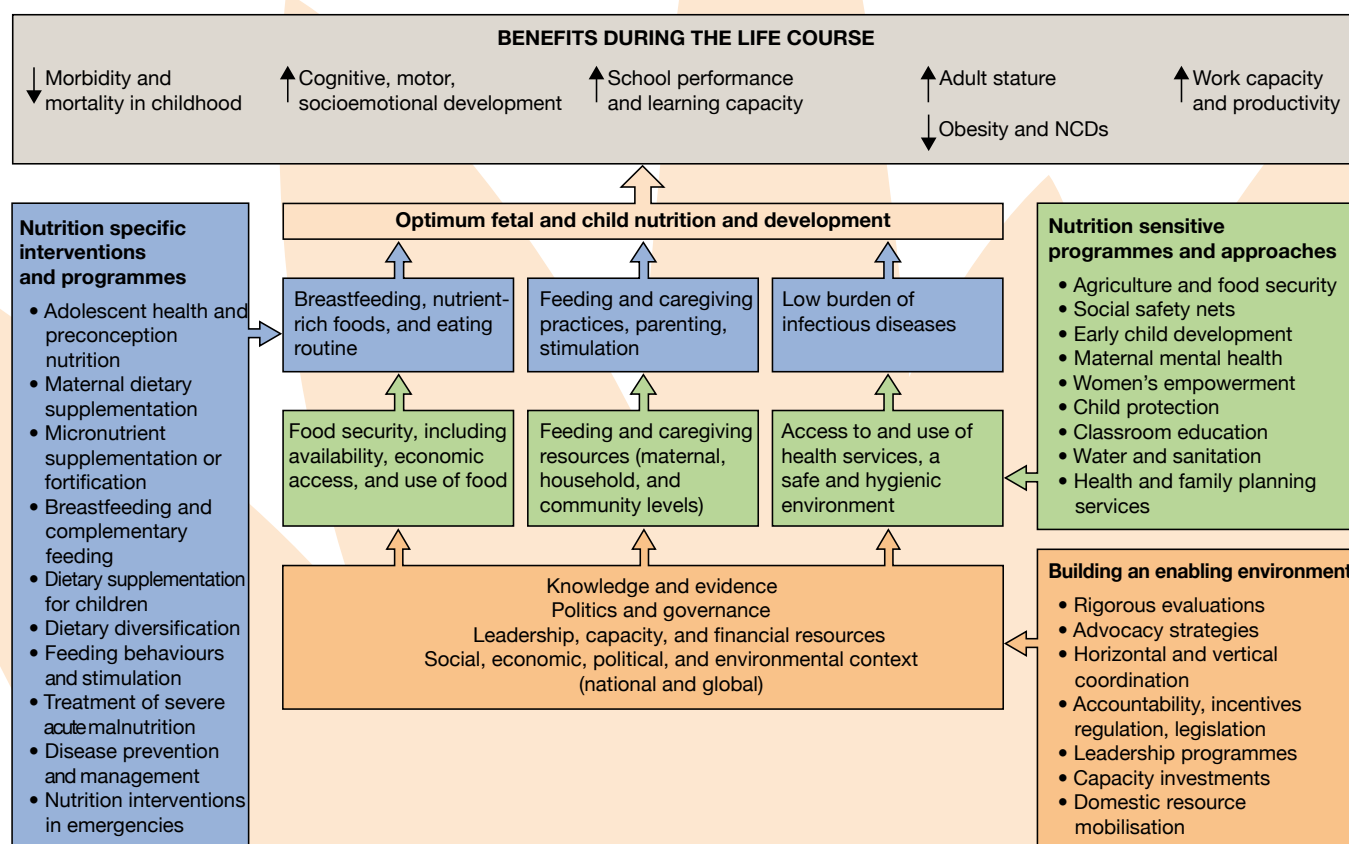 BENEFITS DURING THE LIFE COURSE
Morbidity and
mortality in childhood
Cognitive, motor,
socioemotional development
School performance
and learning capacity
Adult stature
Obesity and NCDs
Work capacity
and productivity
Nutrition specific
interventions
and programmes
• Adolescent health and
preconception
nutrition
• Maternal dietary
supplementation
• Micronutrient
supplementation or
fortification
• Breastfeeding and
complementary
feeding
• Dietary supplementation
for children
• Dietary diversification
• Feeding behaviours
and stimulation
• Treatment of severe
acute malnutrition
• Disease prevention
and management
• Nutrition interventions
in emergencies
Optimum fetal and child nutrition and development
Breastfeeding, nutrient-
rich foods, and eating
routine
Feeding and caregiving
practices, parenting,
stimulation
Low burden of
infectious diseases
Food security, including
availability, economic
access, and use of food
Feeding and caregiving
resources (maternal,
household, and
community levels)
Access to and use of
health services, a
safe and hygienic
environment
Knowledge and evidence
Politics and governance
Leadership, capacity, and financial resources
Social, economic, political, and environmental context
(national and global)
Nutrition sensitive
programmes and approaches
• Agriculture and food security
• Social safety nets
• Early child development
• Maternal mental health
• Women's empowerment
• Child protection
• Classroom education
• Water and sanitation
• Health and family planning
services
Building an enabling environment
• Rigorous evaluations
• Advocacy strategies
• Horizontal and vertical
coordination
• Accountability, incentives
regulation, legislation
• Leadership programmes
• Capacity investments
• Domestic resource
mobilisation